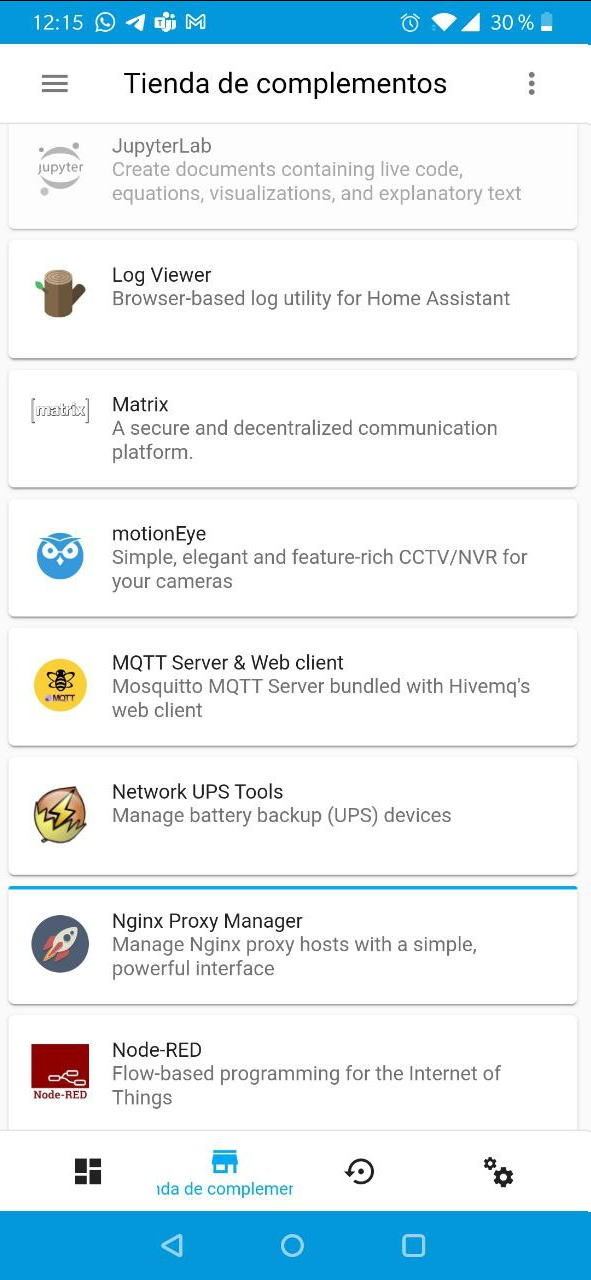 12:15
30 %
Tienda de complementos
JupyterLab
jupyter
Create documents containing live code,
equations, visualizations, and explanatory text
Log Viewer
Browser-based log utility for Home Assistant
[matrix]
Matrix
A secure and decentralized communication
platform.
motionEye
Simple, elegant and feature-rich CCTV/NVR for
your cameras
MQTT
MQTT Server & Web client
Mosquitto MQTT Server bundled with Hivemq's
web client
Network UPS Tools
Manage battery backup (UPS) devices
Nginx Proxy Manager
Manage Nginx proxy hosts with a simple,
powerful interface
Node-RED
Node-RED
Flow-based programming for the Internet of
Things
nda de complemen